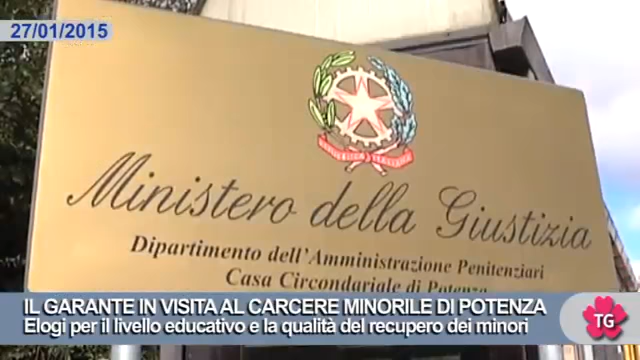 27/01/2015
Ministero della Giustizia
Dipartimento dell'Amministrazione Penitenziari
Casa Circondariale di Potenza
IL GARANTE IN VISITA AL CARCERE MINORILE DI POTENZA
Elogi per il livello educativo e la qualità del recupero dei minori
TG